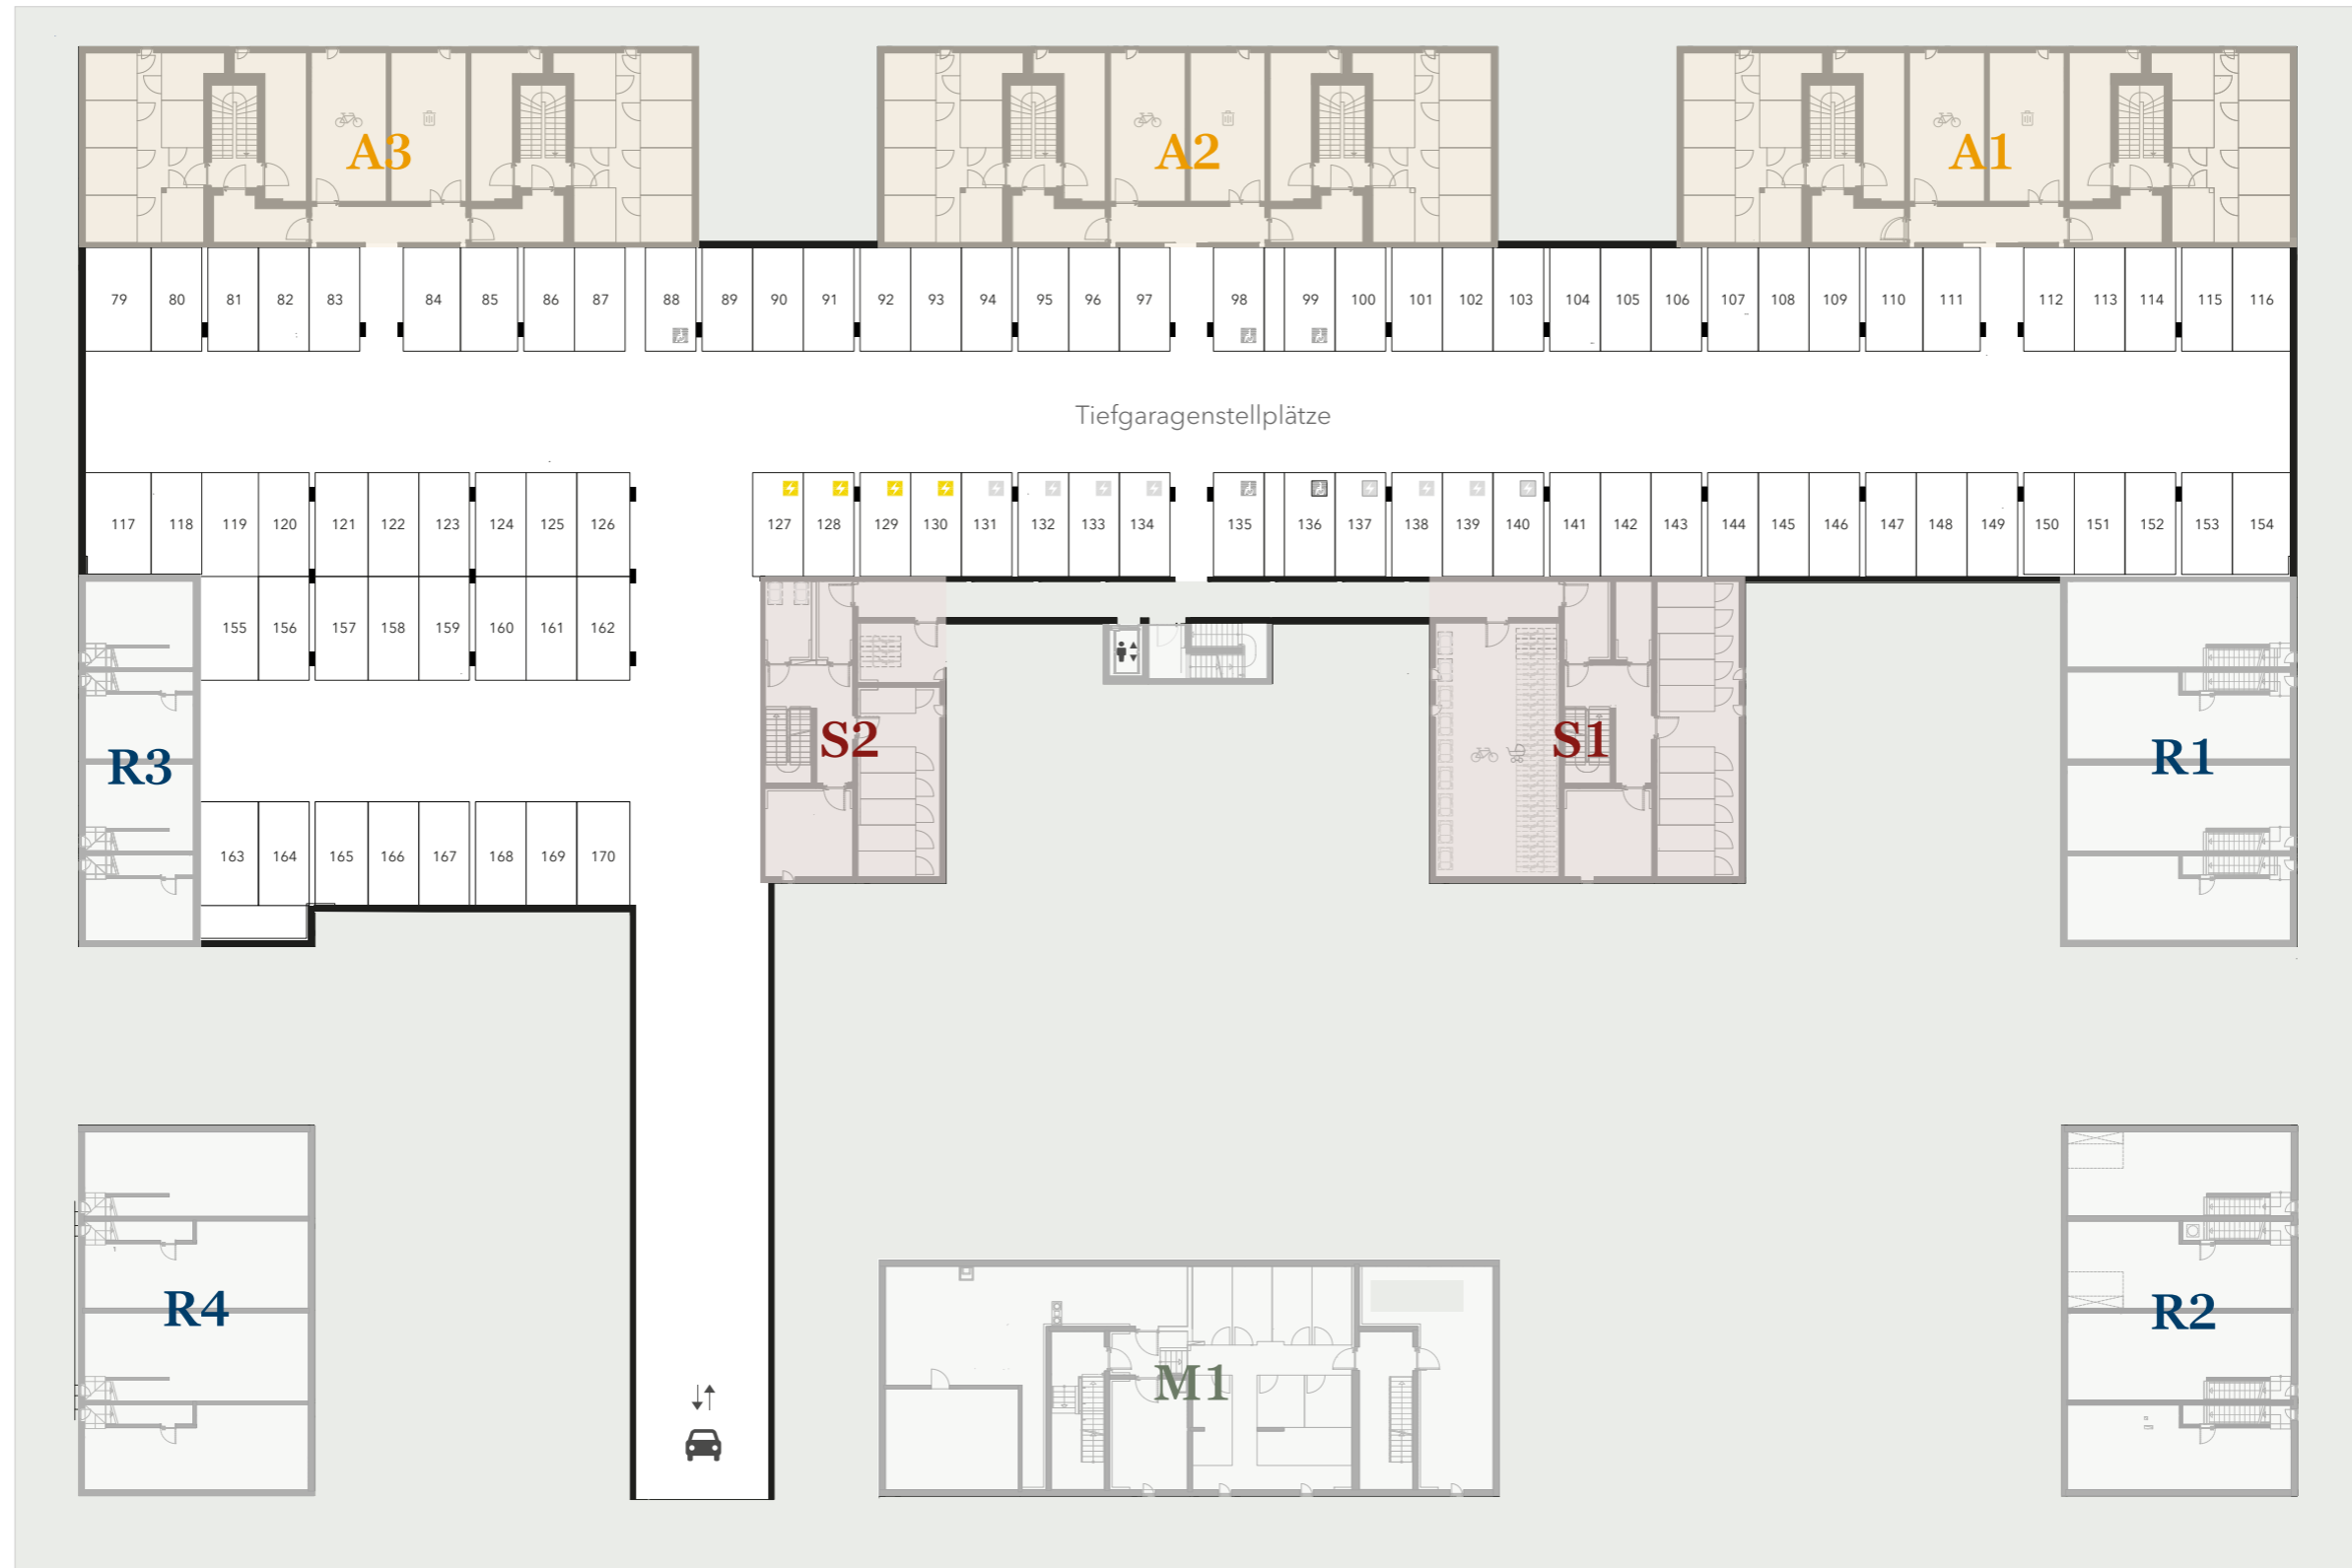 A3 A2 A1
79 80 81 82 83 84 85 86 87 88 89 90 91 92 93 94 95 96 97 98 99 100 101 102 103 104 105 106 107 108 109 110 111 112 113 114 115 116
Tiefgaragenstellplätze
117 118 119 120 121 122 123 124 125 126 127 128 129 130 131 132 133 134 135 136 137 138 139 140 141 142 143 144 145 146 147 148 149 150 151 152 153 154
155 156 157 158 159 160 161 162
R3 S2 S1 R1
163 164 165 166 167 168 169 170
R4 R2
M1